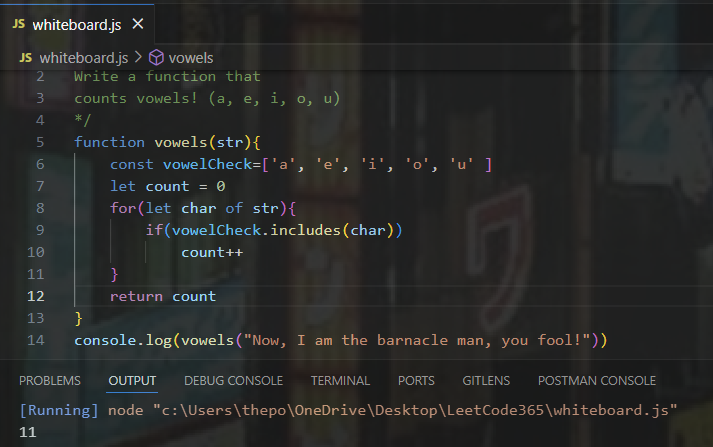 JS whiteboard.js ×
JS whiteboard.js > vowels
2 Write a function that
3 counts vowels! (a, e, i, o, u)
4 */
5 function vowels(str){
6 const vowelCheck=['a', 'e', 'i', 'o', 'u' ]
7 let count = 0
8 for(let char of str){
9 if(vowelCheck.includes(char))
10 count++
11 }
12 return count
13 }
14 console.log(vowels("Now, I am the barnacle man, you fool!"))
PROBLEMS OUTPUT DEBUG CONSOLE TERMINAL PORTS GITLENS POSTMAN CONSOLE
[Running] node "c:\Users\thepo\OneDrive\Desktop\LeetCode365\whiteboard.js"
11